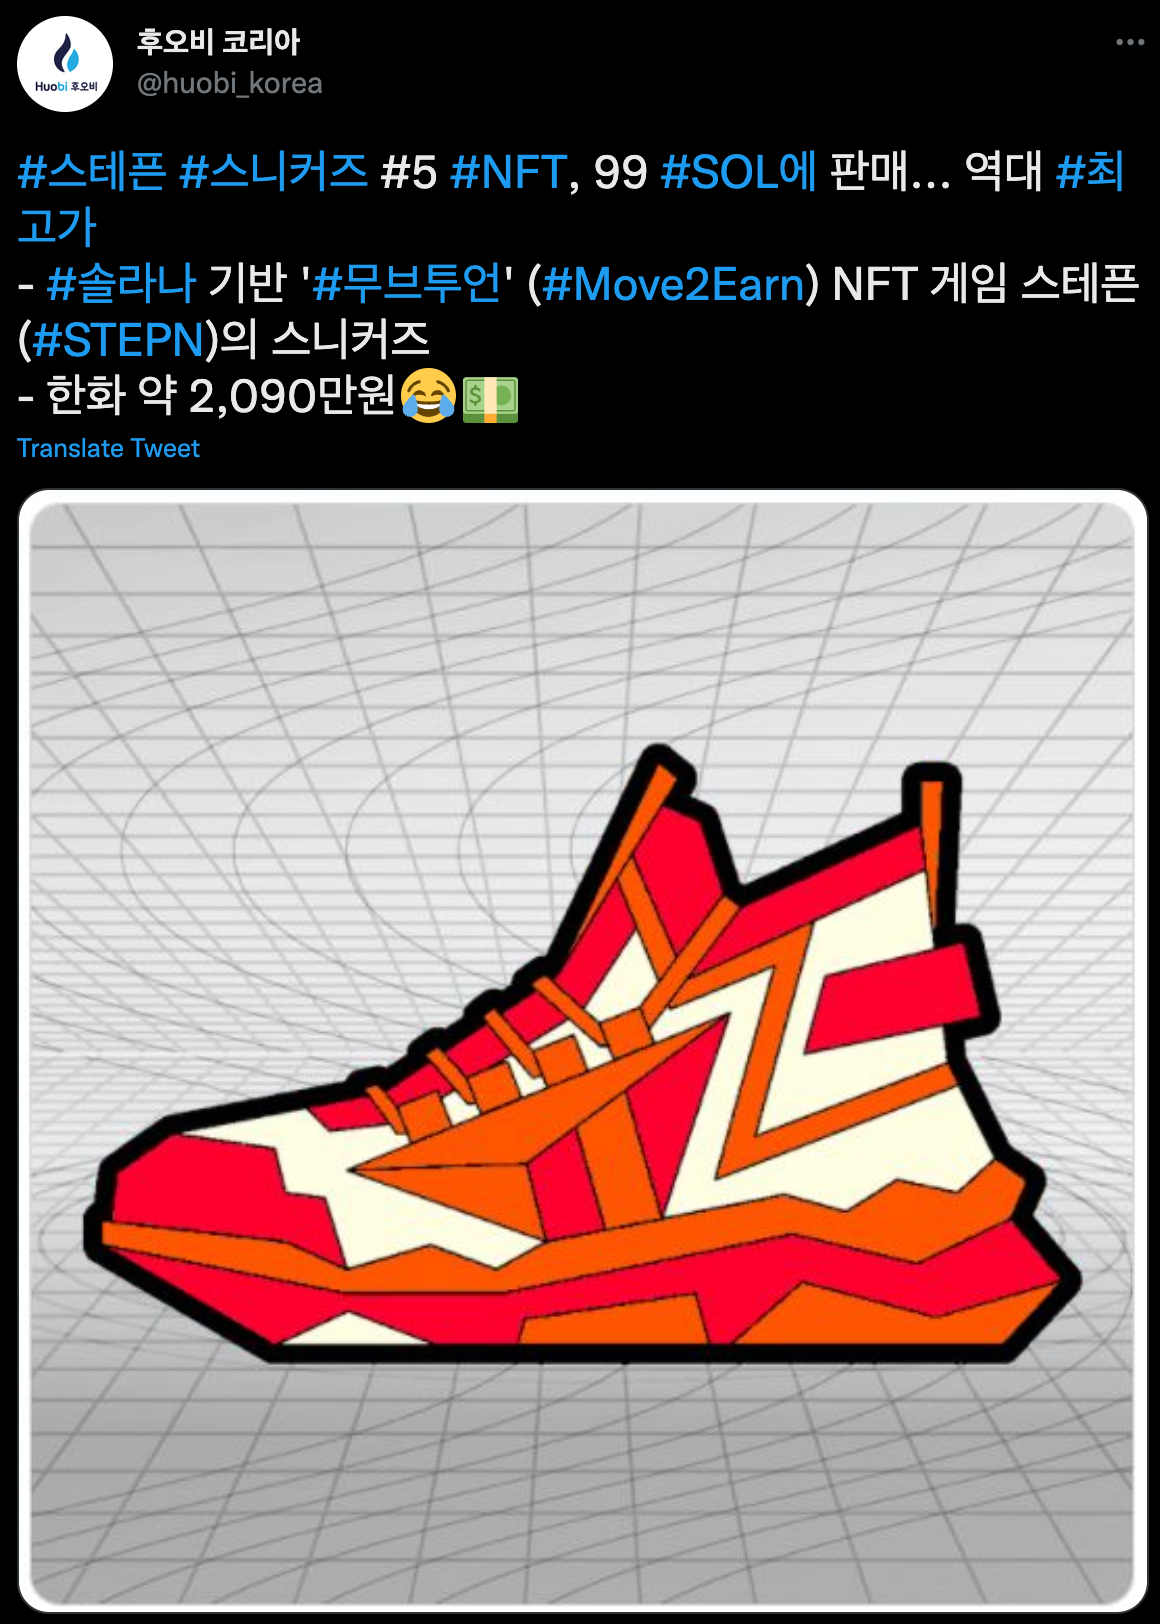 후오비 코리아
Huobi 후오비
@huobi_korea
#스테픈 #스니커즈 #5 #NFT, 99 #SOL에 판매... 역대 #최
고가
- #솔라나 기반 '#무브투언' (#Move2Earn) NFT 게임 스테픈
(#STEPN)의 스니커즈
- 한화 약 2,090만원😂💵
Translate Tweet